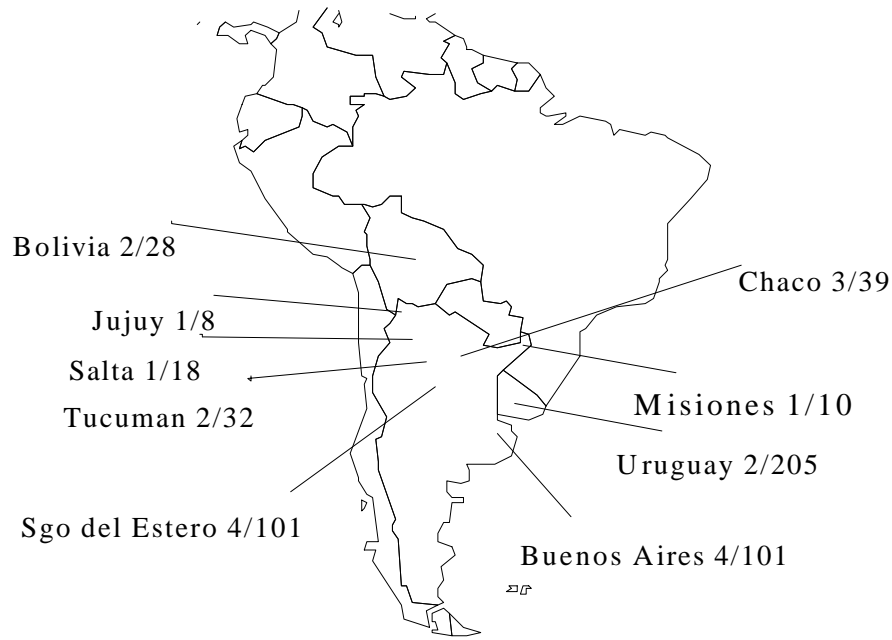 Bolivia 2/28
Chaco 3/39
Jujuy 1/8
Salta 1/18
Misiones 1/10
Tucuman 2/32
Uruguay 2/205
Sgo del Estero 4/101
Buenos Aires 4/101